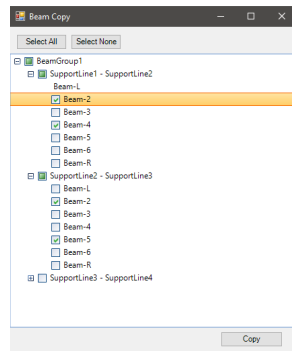 Beam Copy
Select All Select None
BeamGroup1
SupportLine1 - SupportLine2
Beam-L
Beam-2
Beam-3
Beam-4
Beam-5
Beam-6
Beam-R
SupportLine2 - SupportLine3
Beam-L
Beam-2
Beam-3
Beam-4
Beam-5
Beam-6
Beam-R
SupportLine3 - SupportLine4
Copy